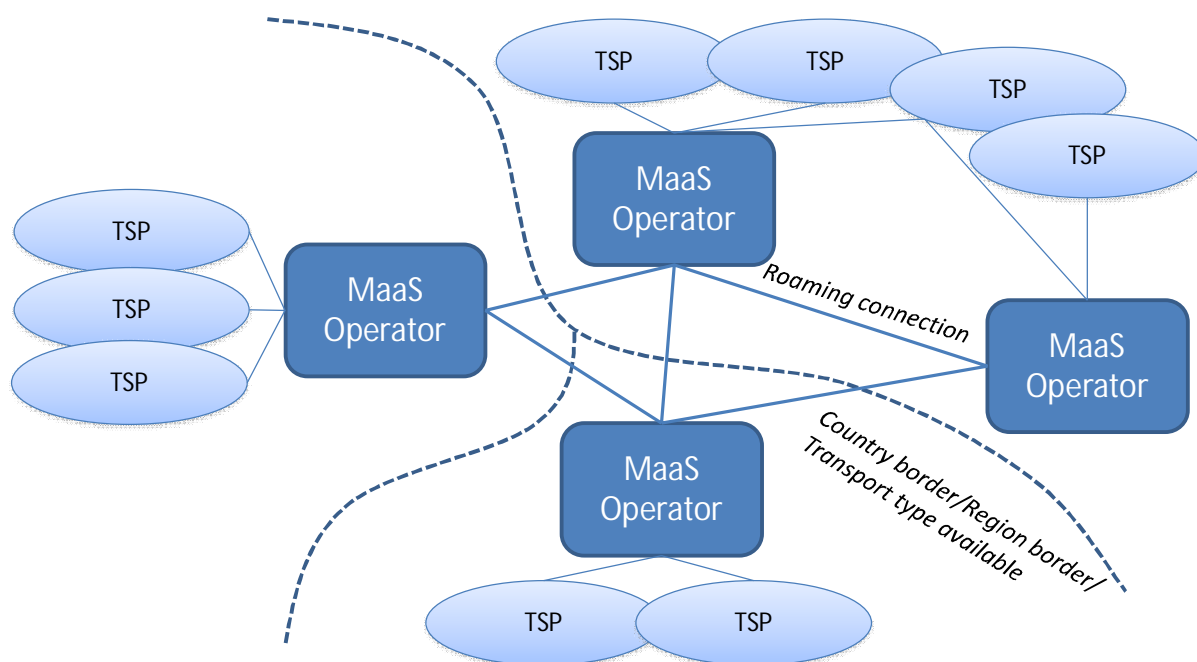 TSP
TSP
TSP
TSP
MaaS
Operator
TSP
TSP
TSP
MaaS
Operator
Roaming connection
MaaS
Operator
MaaS
Operator
Country border/Region border/
Transport type available
TSP
TSP